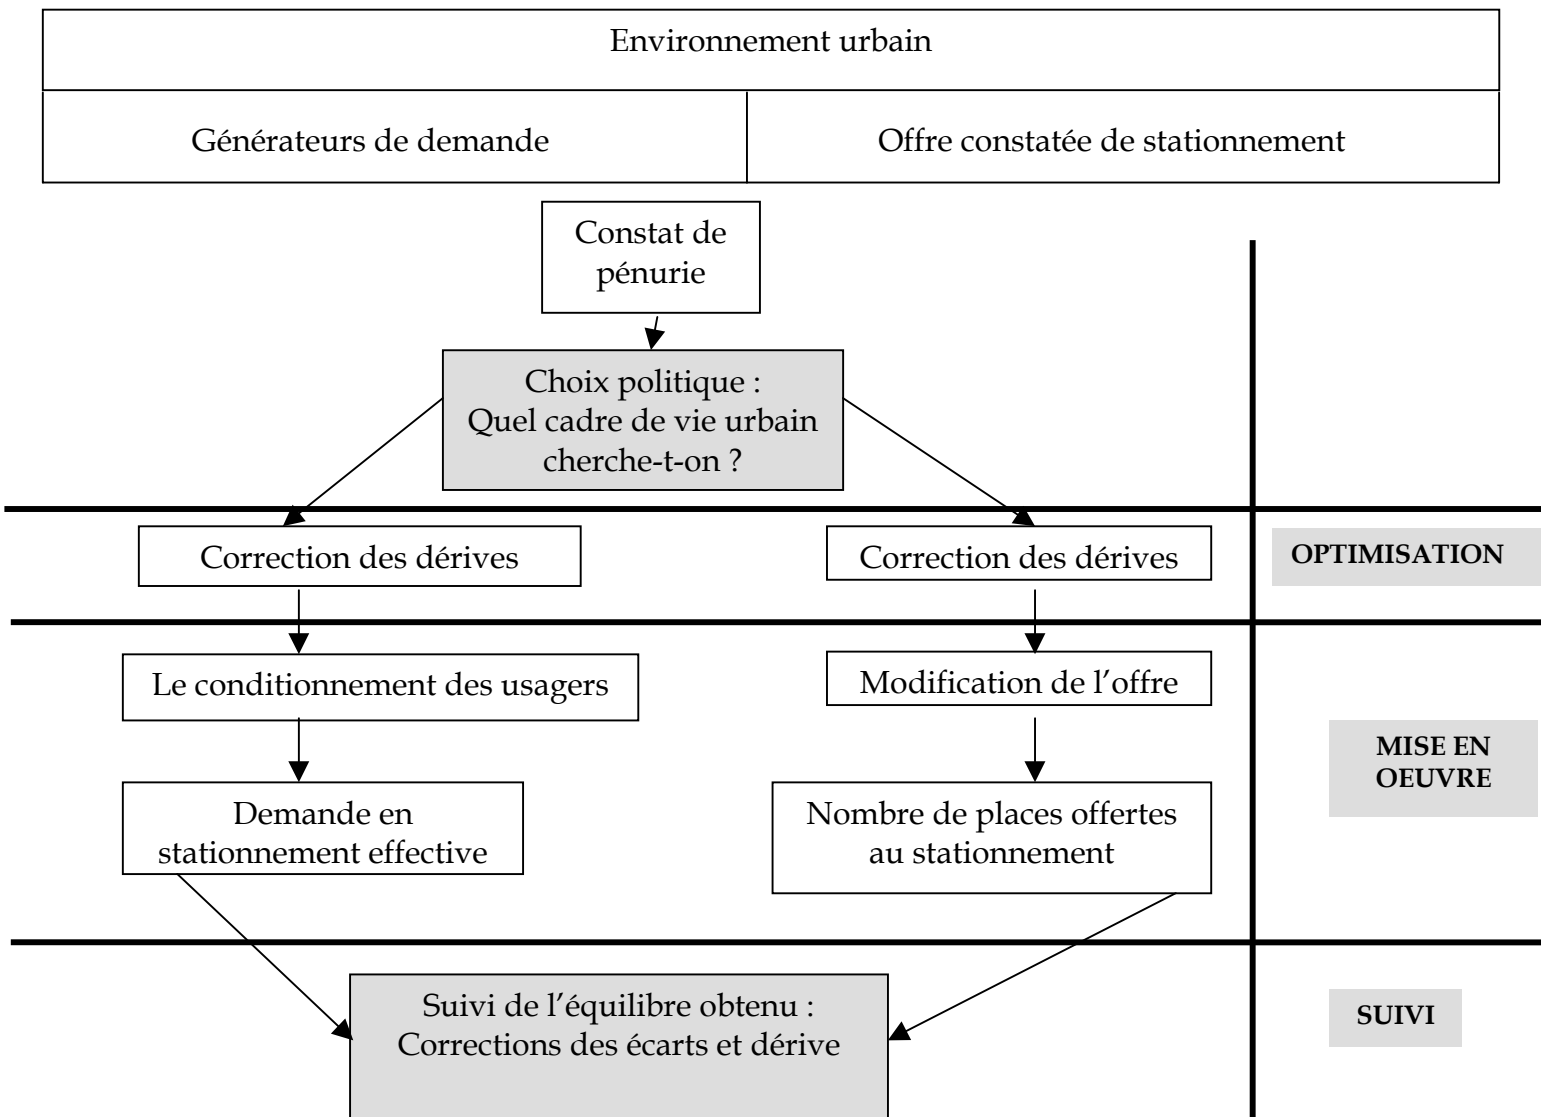 Environnement urbain
Générateurs de demande
Offre constatée de stationnement
Constat de
pénurie
Choix politique :
Quel cadre de vie urbain
cherche-t-on ?
Correction des dérives
Correction des dérives
OPTIMISATION
Le conditionnement des usagers
Modification de l’offre
MISE EN
OEUVRE
Demande en
stationnement effective
Nombre de places offertes
au stationnement
Suivi de l’équilibre obtenu :
Corrections des écarts et dérive
SUIVI